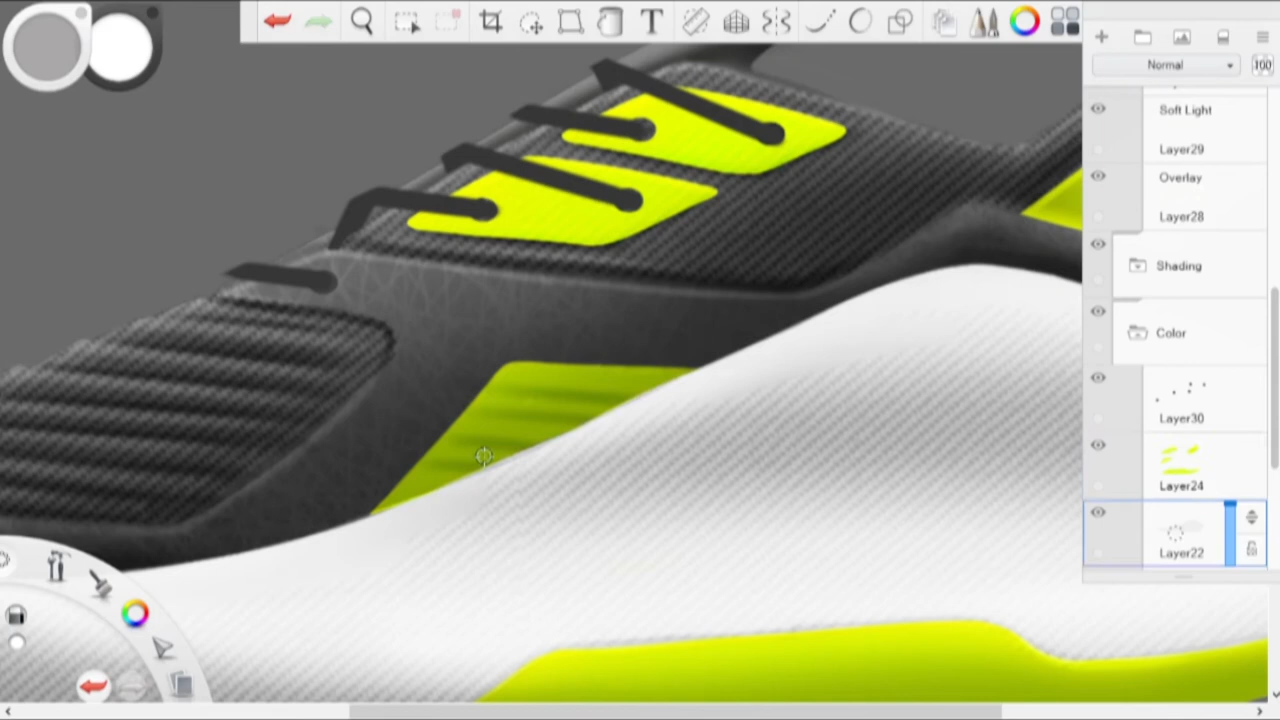 T
Normal
100
Soft Light
Layer29
Overlay
Layer28
Shading
Color
Layer30
Layer24
Layer22